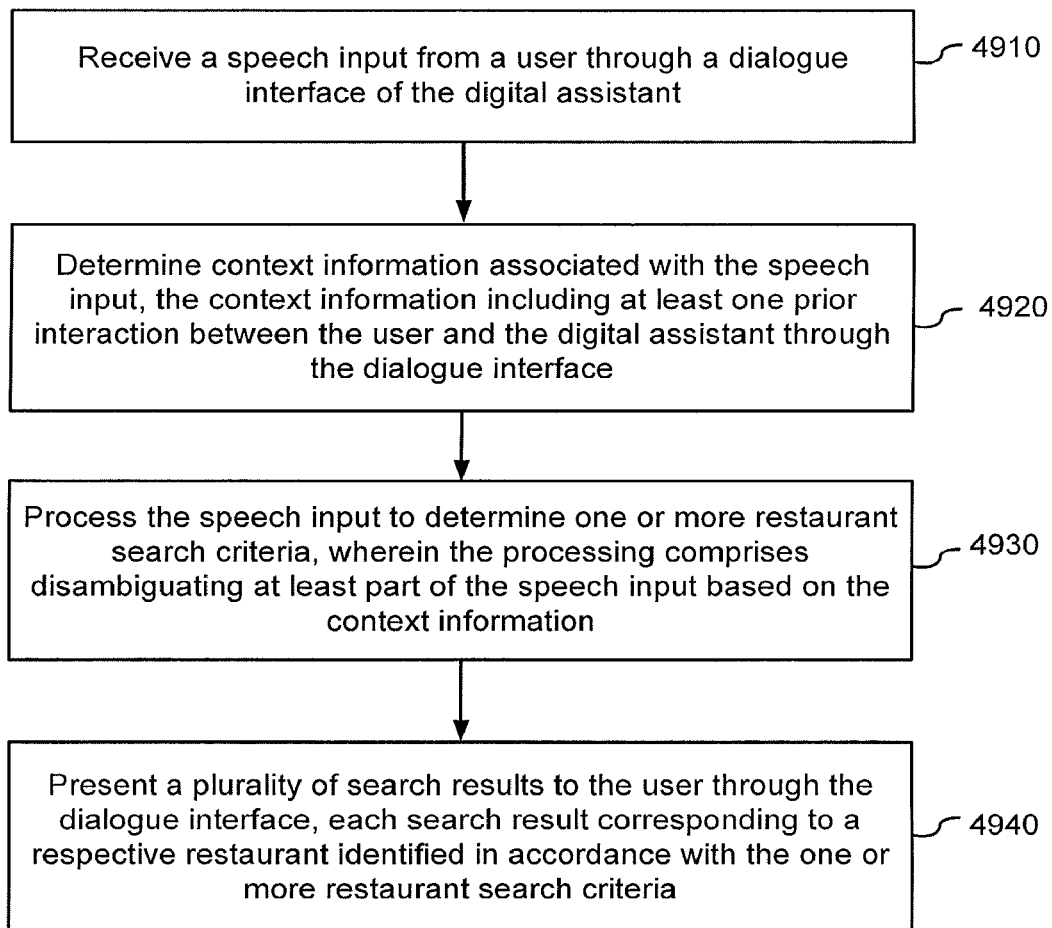 Receive a speech input from a user through a dialogue
interface of the digital assistant
4910
Determine context information associated with the speech
input, the context information including at least one prior
interaction between the user and the digital assistant through
the dialogue interface
4920
Process the speech input to determine one or more restaurant
search criteria, wherein the processing comprises
disambiguating at least part of the speech input based on the
context information
4930
Present a plurality of search results to the user through the
dialogue interface, each search result corresponding to a
respective restaurant identified in accordance with the one or
more restaurant search criteria
4940